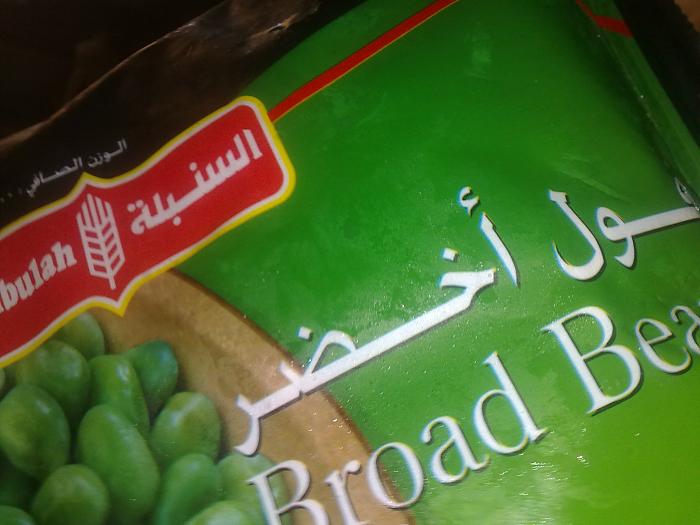 الوزن الصافي
السنبلة
bulah
فول أخضر
Broad Bea